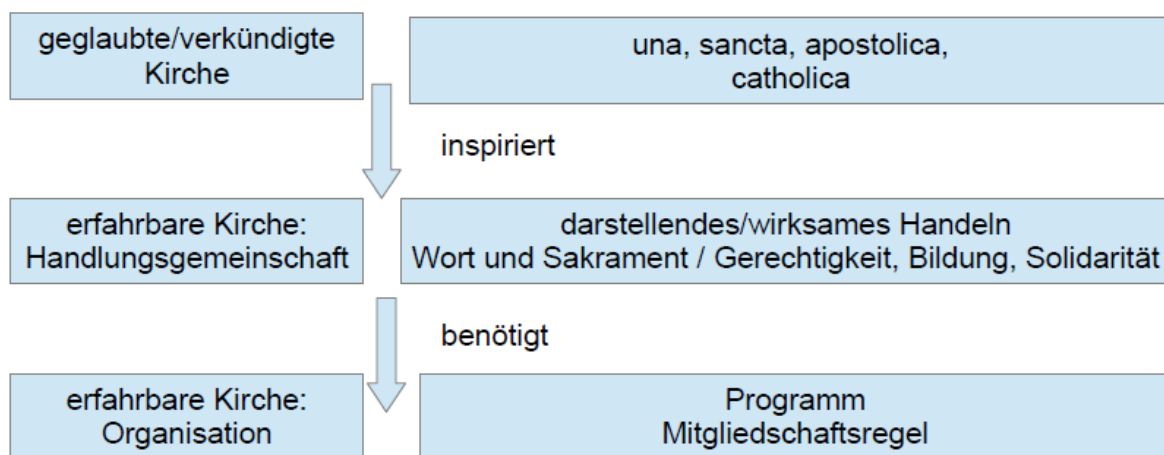 geglaubte/verkündigte
Kirche
una, sancta, apostolica,
catholica
inspiriert
erfahrbare Kirche:
Handlungsgemeinschaft
darstellendes/wirksames Handeln
Wort und Sakrament / Gerechtigkeit, Bildung, Solidarität
benötigt
erfahrbare Kirche:
Organisation
Programm
Mitgliedschaftsregel